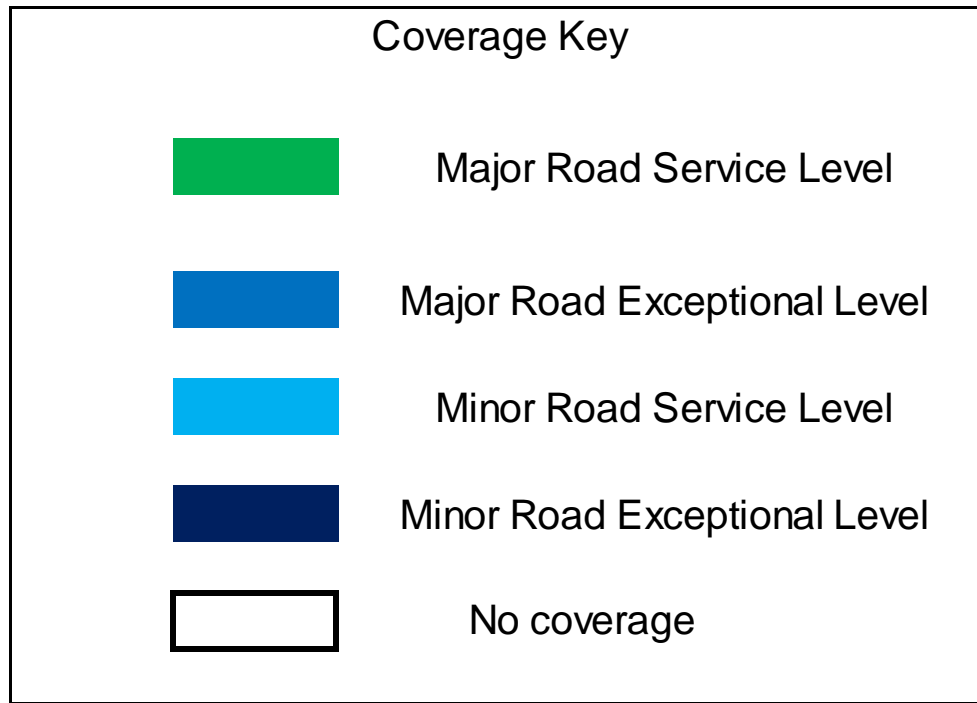 Coverage Key
Major Road Service Level
Major Road Exceptional Level
Minor Road Service Level
Minor Road Exceptional Level
No coverage